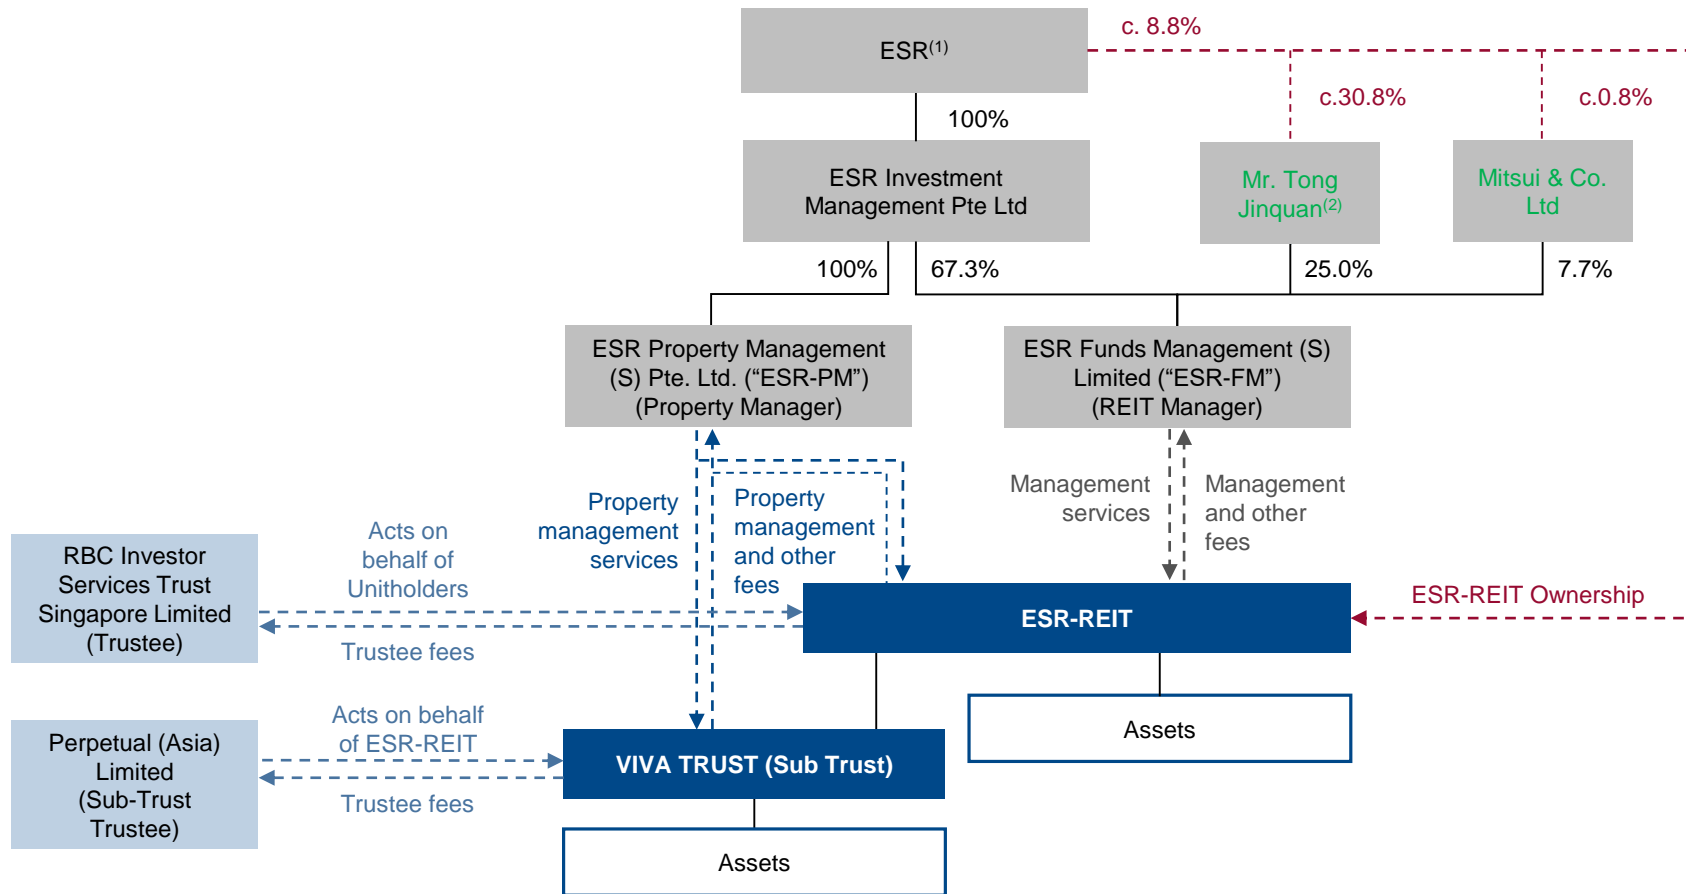 c. 8.8%
ESR(1)
c.30.8%
c.0.8%
100%
ESR Investment
Management Pte Ltd
Mr. Tong
Jinquan(2)
Mitsui & Co.
Ltd
100%
67.3%
25.0%
7.7%
ESR Property Management
(S) Pte. Ltd. (“ESR-PM”)
(Property Manager)
ESR Funds Management (S)
Limited (“ESR-FM”)
(REIT Manager)
Property
management
services
Property
management
and other
fees
Management
services
Management
and other
fees
RBC Investor
Services Trust
Singapore Limited
(Trustee)
Acts on
behalf of
Unitholders
Trustee fees
ESR-REIT
ESR-REIT Ownership
Assets
Perpetual (Asia)
Limited
(Sub-Trust
Trustee)
Acts on behalf
of ESR-REIT
Trustee fees
VIVA TRUST (Sub Trust)
Assets